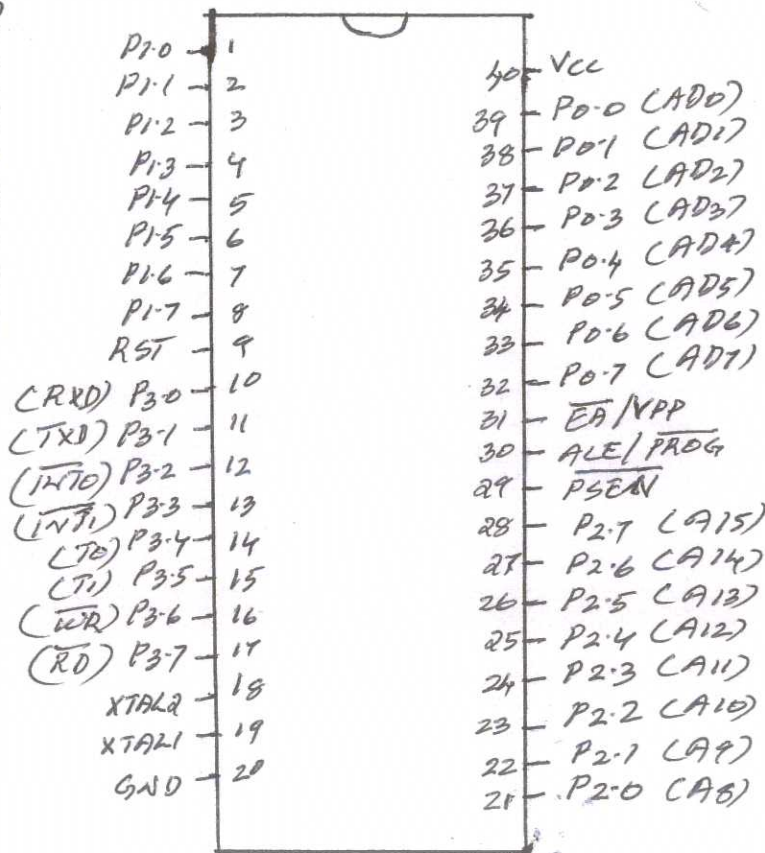 P1.0 1
P1.1 2
P1.2 3
P1.3 4
P1.4 5
P1.5 6
P1.6 7
P1.7 8
RST 9
(RXD) P3.0 10
(TXD) P3.1 11
(INT0) P3.2 12
(INT1) P3.3 13
(T0) P3.4 14
(T1) P3.5 15
(WR) P3.6 16
(RD) P3.7 17
XTAL2 18
XTAL1 19
GND 20
40 VCC
39 P0.0 (AD0)
38 P0.1 (AD1)
37 P0.2 (AD2)
36 P0.3 (AD3)
35 P0.4 (AD4)
34 P0.5 (AD5)
33 P0.6 (AD6)
32 P0.7 (AD7)
31 EA/VPP
30 ALE/PROG
29 PSEN
28 P2.7 (A15)
27 P2.6 (A14)
26 P2.5 (A13)
25 P2.4 (A12)
24 P2.3 (A11)
23 P2.2 (A10)
22 P2.1 (A9)
21 P2.0 (A8)